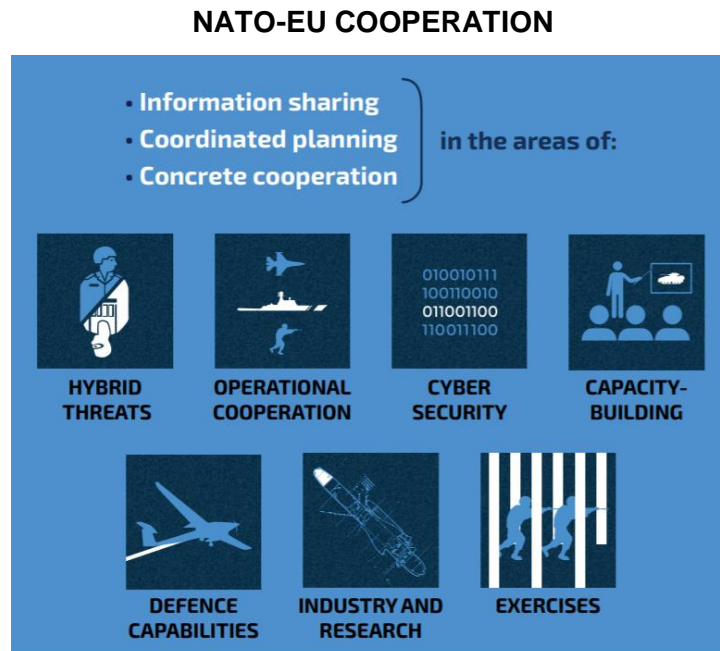 NATO-EU COOPERATION
• Information sharing
• Coordinated planning
• Concrete cooperation
in the areas of:
010010111
100110010
011001100
110011100
HYBRID
THREATS
OPERATIONAL
COOPERATION
CYBER
SECURITY
CAPACITY-
BUILDING
DEFENCE
CAPABILITIES
INDUSTRY AND
RESEARCH
EXERCISES